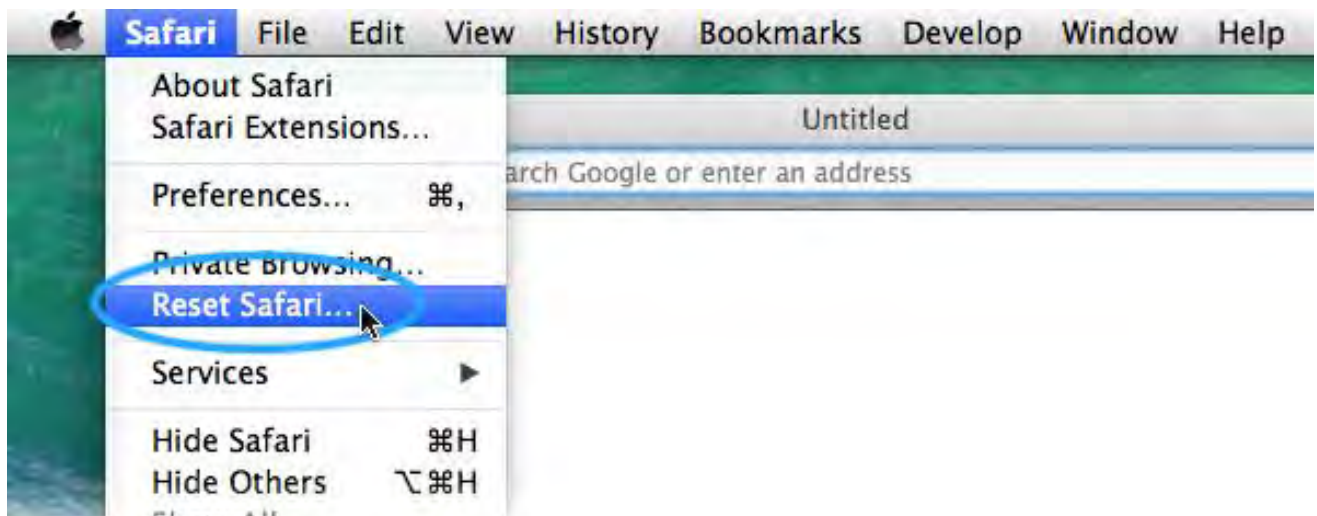 Safari File Edit View History Bookmarks Develop Window Help
About Safari
Safari Extensions...
Untitled
arch Google or enter an address
Preferences... ⌘,
Private Browsing...
Reset Safari...
Services ▶
Hide Safari ⌘H
Hide Others ⌥⌘H